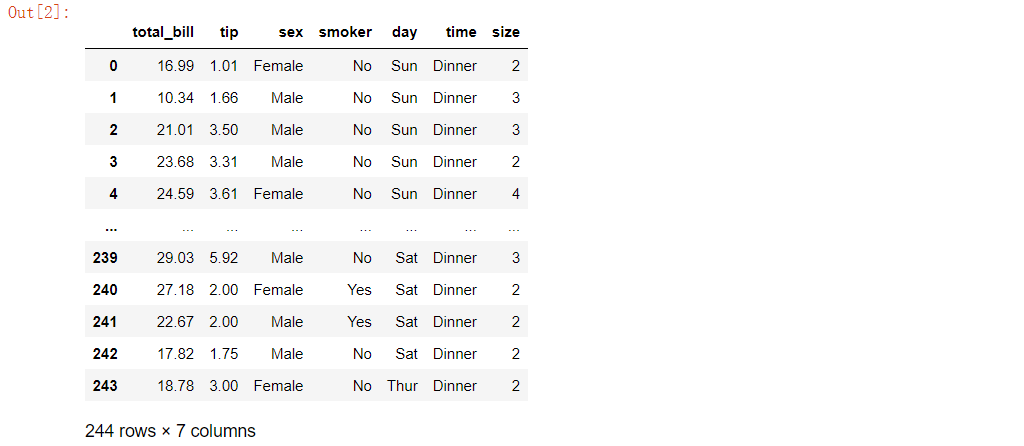 Out[2]:
total_bill tip sex smoker day time size
0 16.99 1.01 Female No Sun Dinner 2
1 10.34 1.66 Male No Sun Dinner 3
2 21.01 3.50 Male No Sun Dinner 3
3 23.68 3.31 Male No Sun Dinner 2
4 24.59 3.61 Female No Sun Dinner 4
... ... ... ... ... ... ... ...
239 29.03 5.92 Male No Sat Dinner 3
240 27.18 2.00 Female Yes Sat Dinner 2
241 22.67 2.00 Male Yes Sat Dinner 2
242 17.82 1.75 Male No Sat Dinner 2
243 18.78 3.00 Female No Thur Dinner 2
244 rows × 7 columns